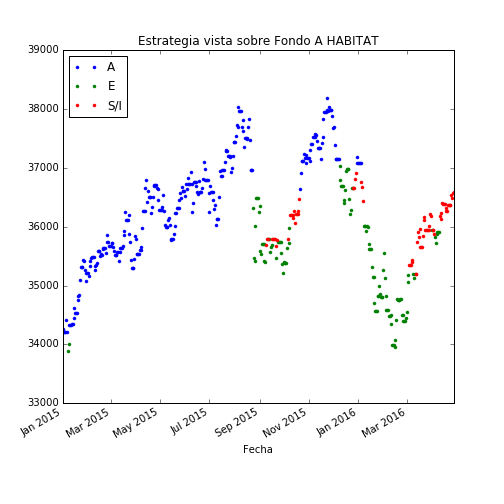 Estrategia vista sobre Fondo A HABITAT
39000
38000
37000
36000
35000
34000
33000
A
E
S/I
Jan 2015
Mar 2015
May 2015
Jul 2015
Sep 2015
Nov 2015
Jan 2016
Mar 2016
Fecha